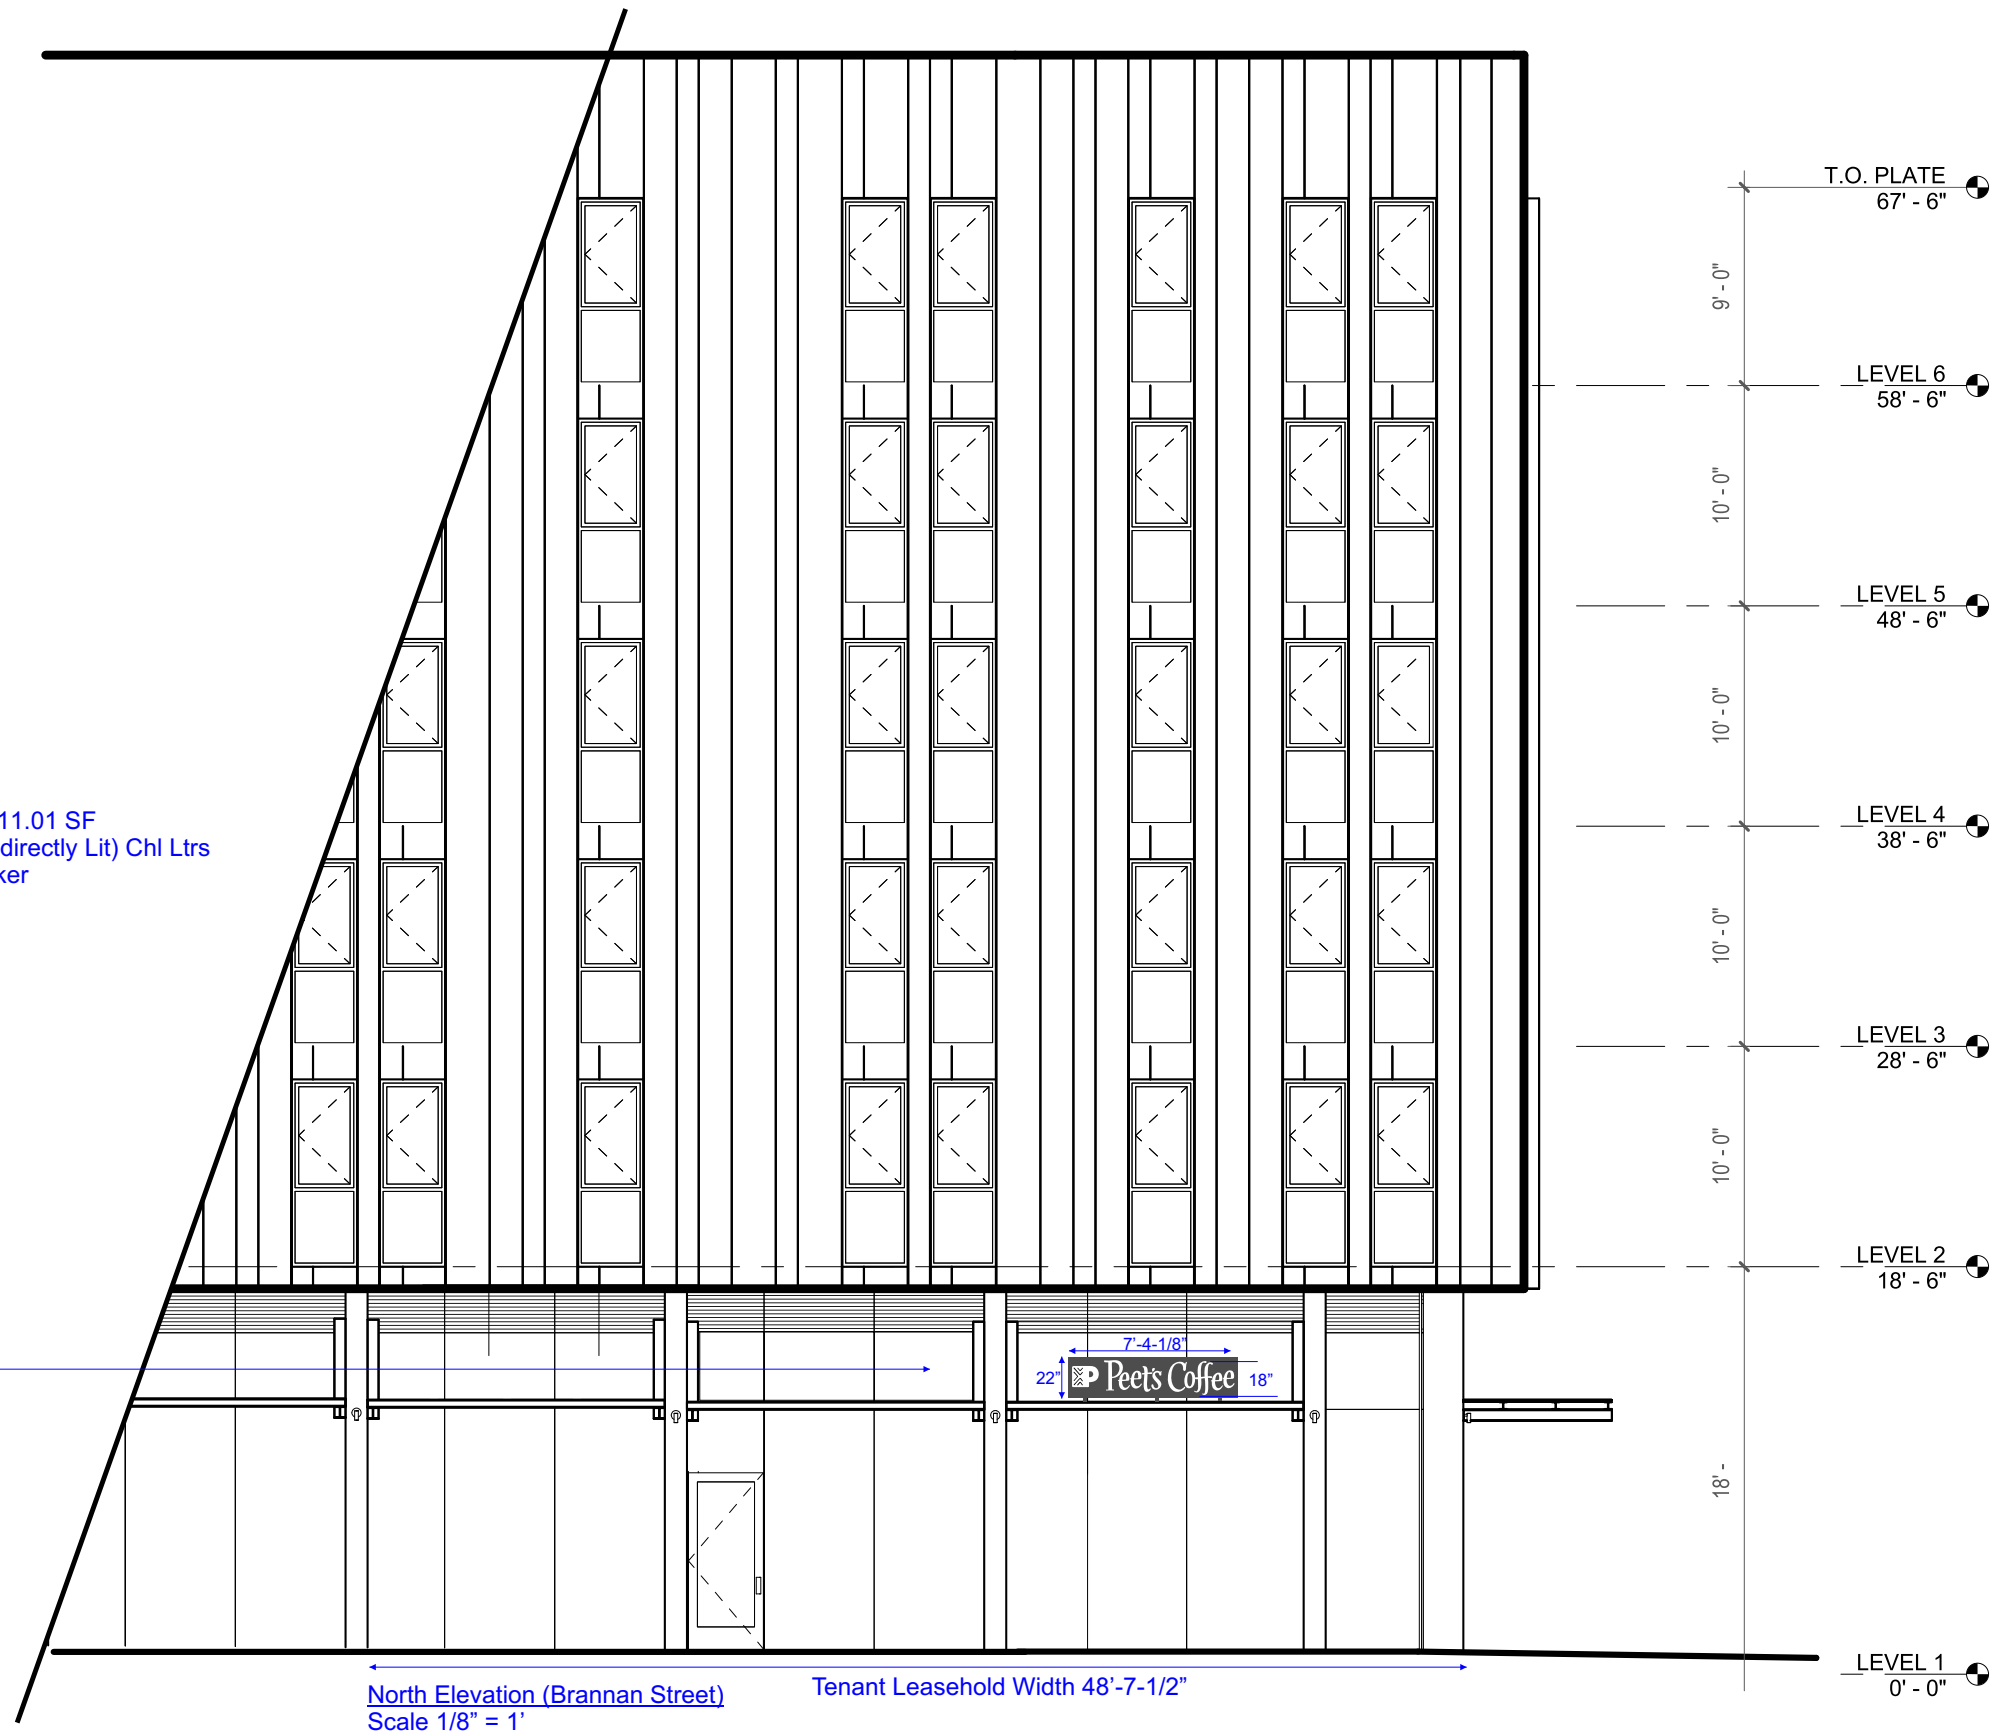 T.O. PLATE
67' - 6"
9' - 0"
LEVEL 6
58' - 6"
10' - 0"
LEVEL 5
48' - 6"
10' - 0"
LEVEL 4
38' - 6"
11.01 SF
directly Lit) Chl Ltrs
ker
10' - 0"
LEVEL 3
28' - 6"
10' - 0"
LEVEL 2
18' - 6"
7'-4-1/8"
22"
P Peet's Coffee
18"
18' -
LEVEL 1
0' - 0"
Tenant Leasehold Width 48'-7-1/2"
North Elevation (Brannan Street)
Scale 1/8" = 1'